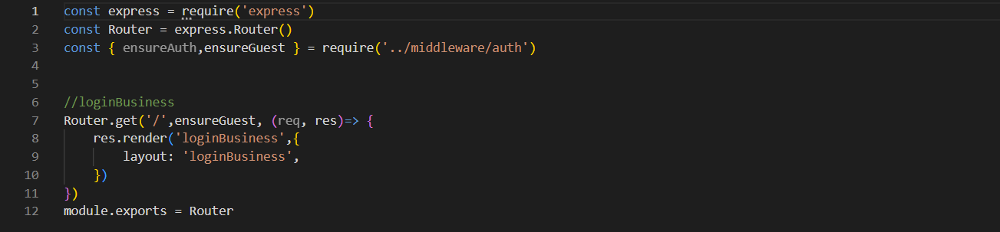 1 const express = require('express')
2 const Router = express.Router()
3 const { ensureAuth,ensureGuest } = require('../middleware/auth')
4
5
6 //loginBusiness
7 Router.get('/',ensureGuest, (req, res)=> {
8     res.render('loginBusiness',{
9         layout: 'loginBusiness',
10     })
11 })
12 module.exports = Router